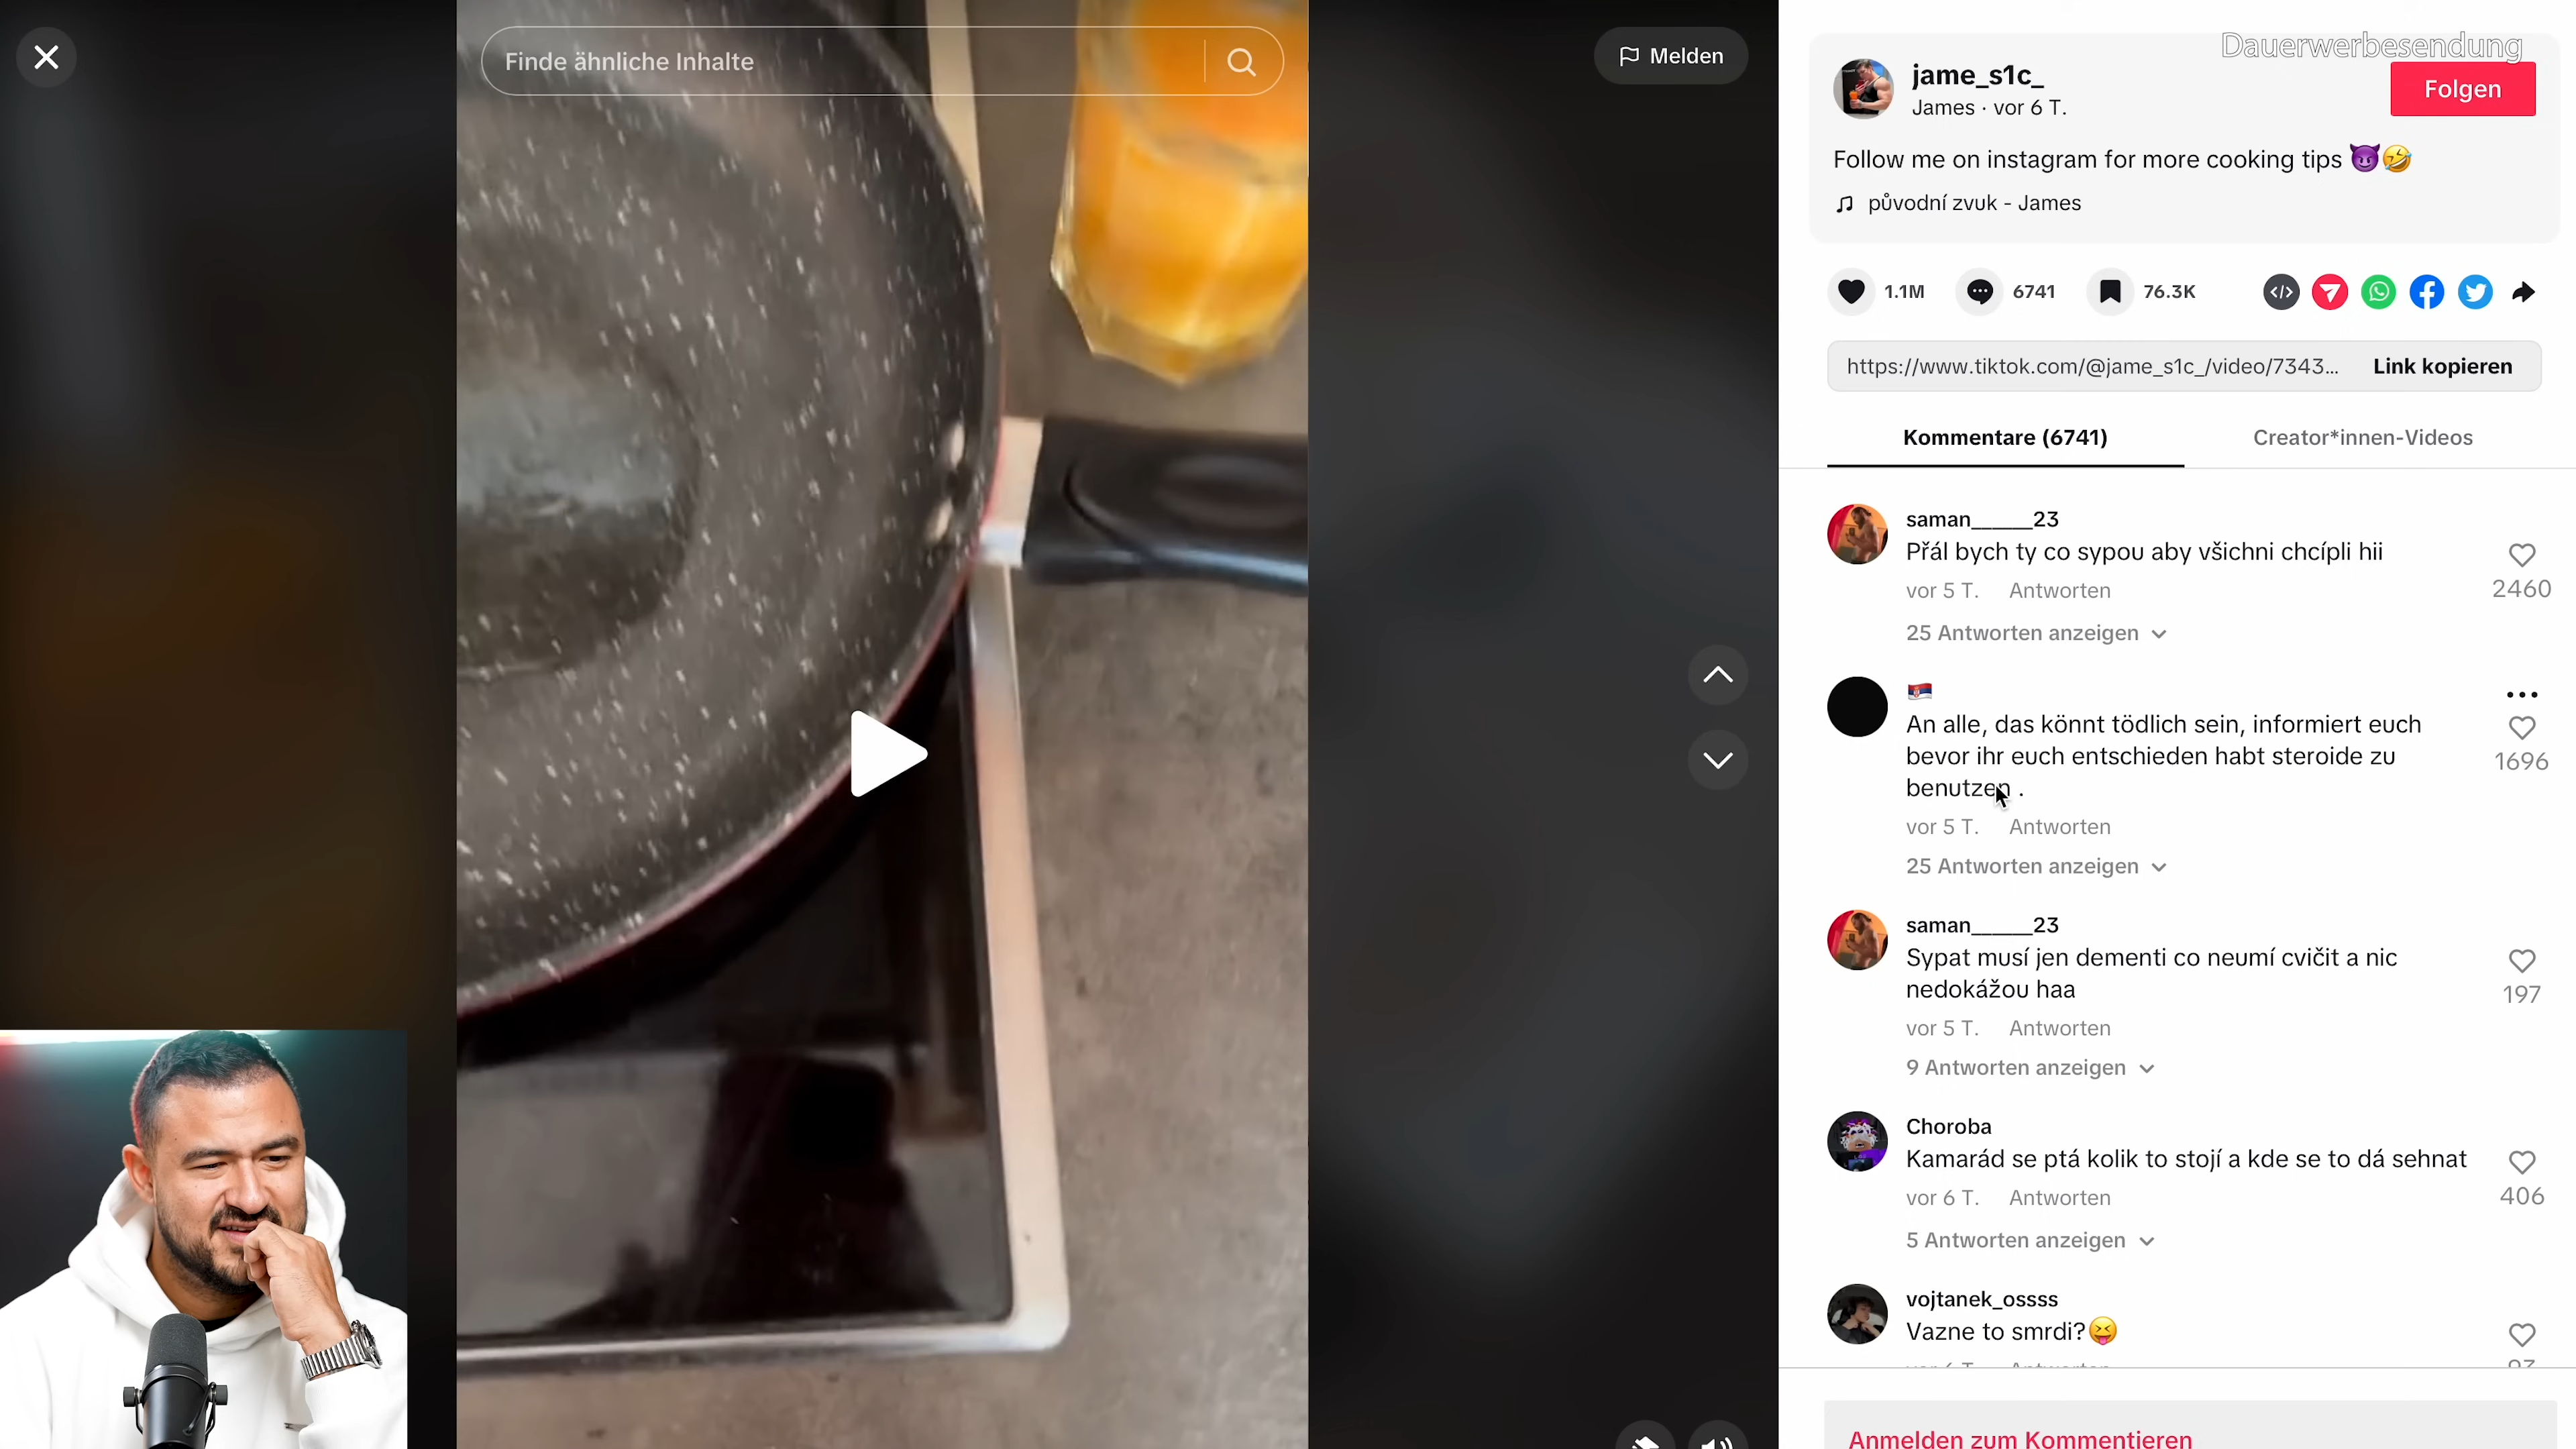 Finde ähnliche Inhalte
Melden
Dauerwerbesendung
jame_s1c_
James · vor 6 T.
Folgen
Follow me on instagram for more cooking tips 😈🤣
původní zvuk - James
1.1M
6741
76.3K
https://www.tiktok.com/@jame_s1c_/video/7343...
Link kopieren
Kommentare (6741)
Creator*innen-Videos
saman______23
Přál bych ty co sypou aby všichni chcípli hii
2460
vor 5 T. Antworten
25 Antworten anzeigen
🇷🇸
An alle, das könnt tödlich sein, informiert euch
bevor ihr euch entschieden habt steroide zu
benutzen .
1696
vor 5 T. Antworten
25 Antworten anzeigen
saman______23
Sypat musí jen dementi co neumí cvičit a nic
nedokážou haa
197
vor 5 T. Antworten
9 Antworten anzeigen
Choroba
Kamarád se ptá kolik to stojí a kde se to dá sehnat
406
vor 6 T. Antworten
5 Antworten anzeigen
vojtanek_ossss
Vazne to smrdi?😝
Anmelden zum Kommentieren